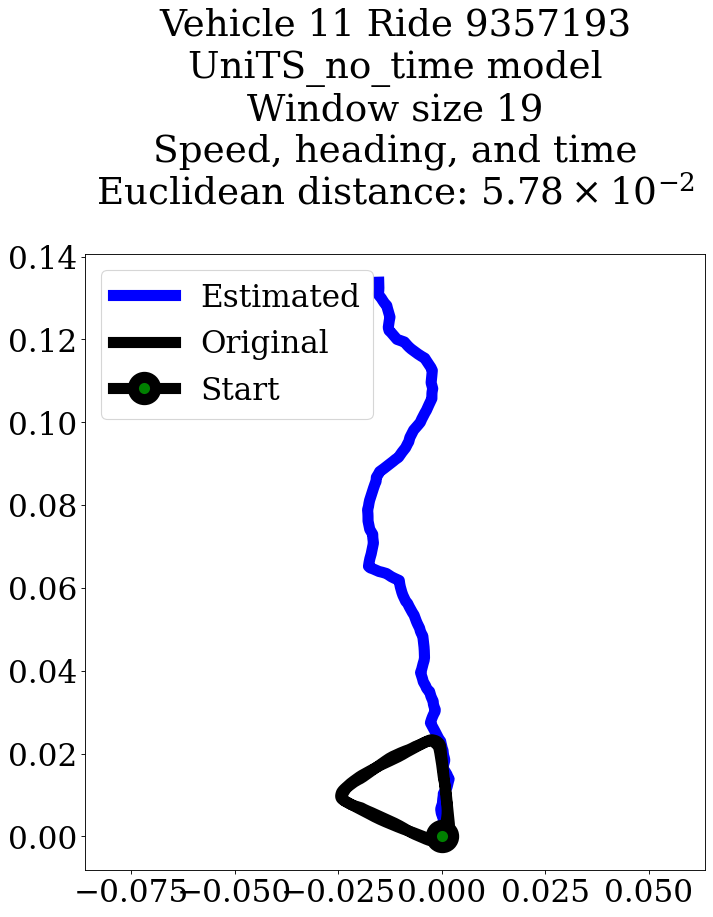 Vehicle 11 Ride 9357193
UniTS_no_time model
Window size 19
Speed, heading, and time
Euclidean distance: 5.78 × 10⁻²
0.14
0.12
0.10
0.08
0.06
0.04
0.02
0.00
Estimated
Original
Start
−0.075 −0.050 −0.025 0.000 0.025 0.050